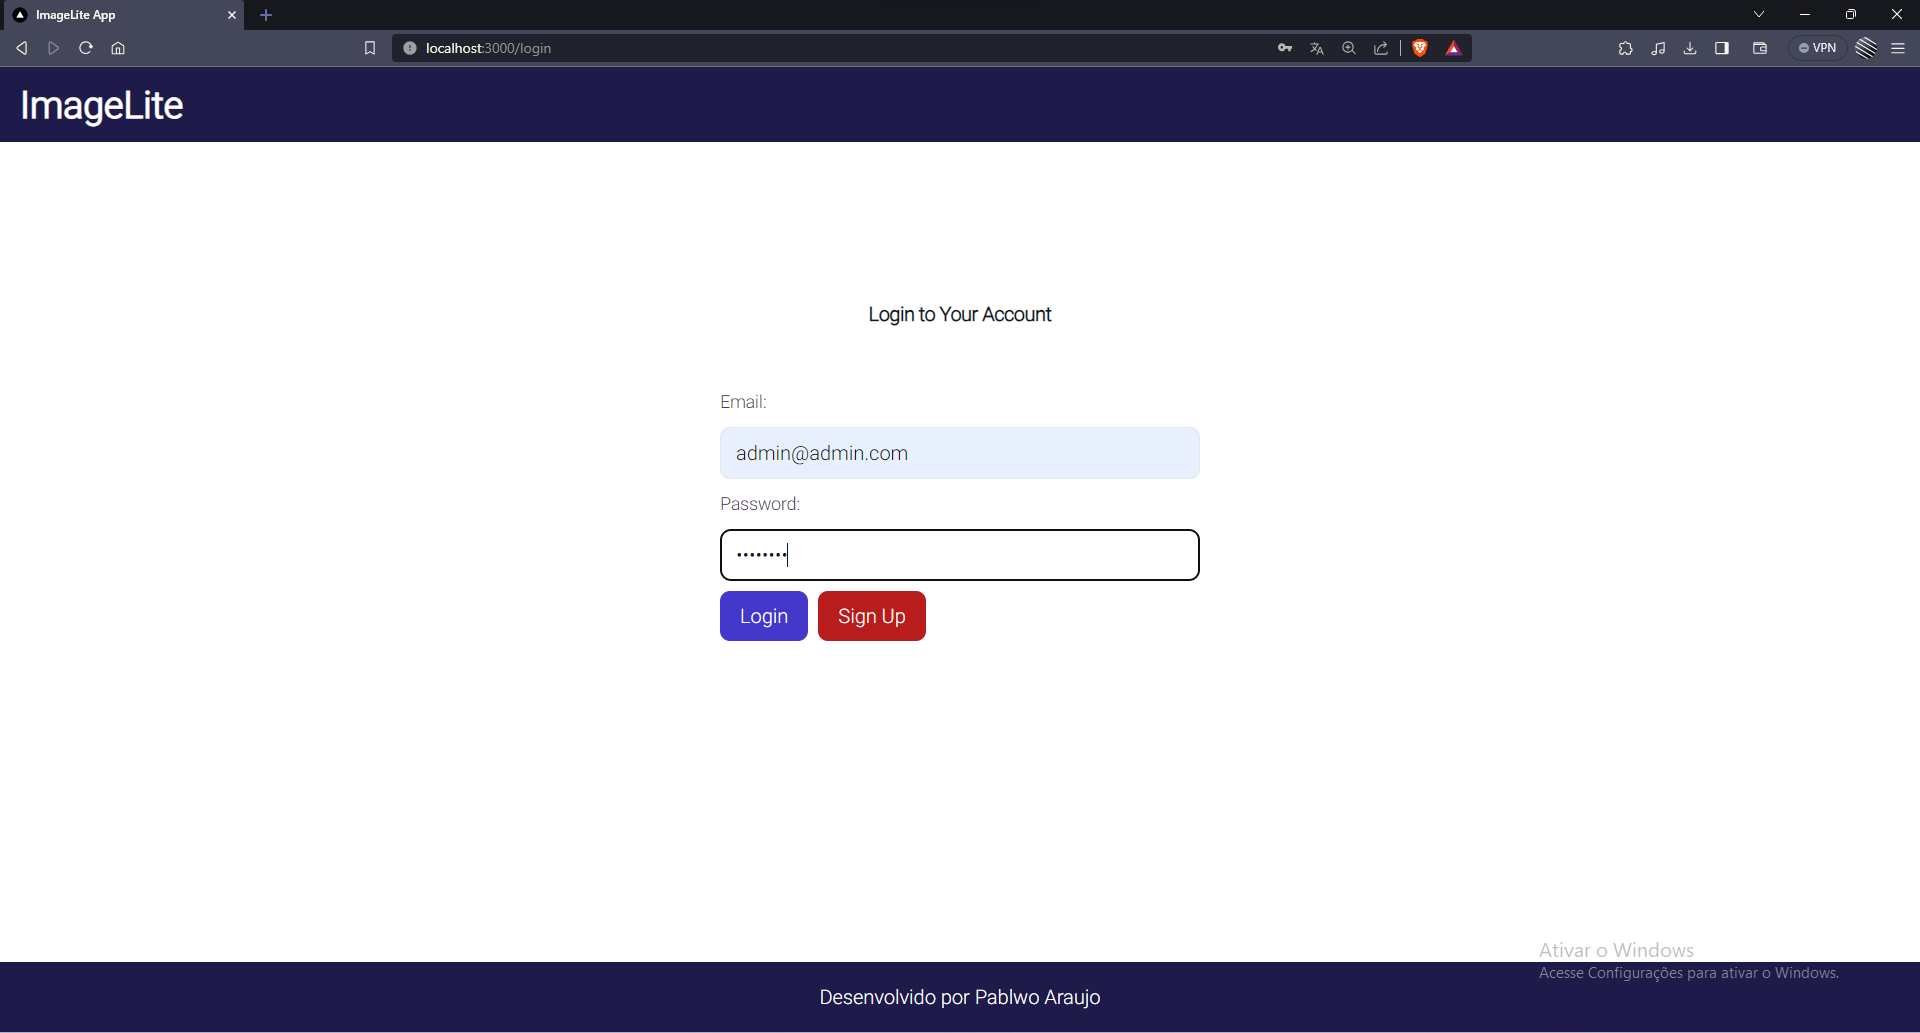 ImageLite App
localhost:3000/login
VPN
ImageLite
Login to Your Account
Email:
admin@admin.com
Password:
••••••••
Login Sign Up
Ativar o Windows
Acesse Configurações para ativar o Windows.
Desenvolvido por Pablwo Araujo